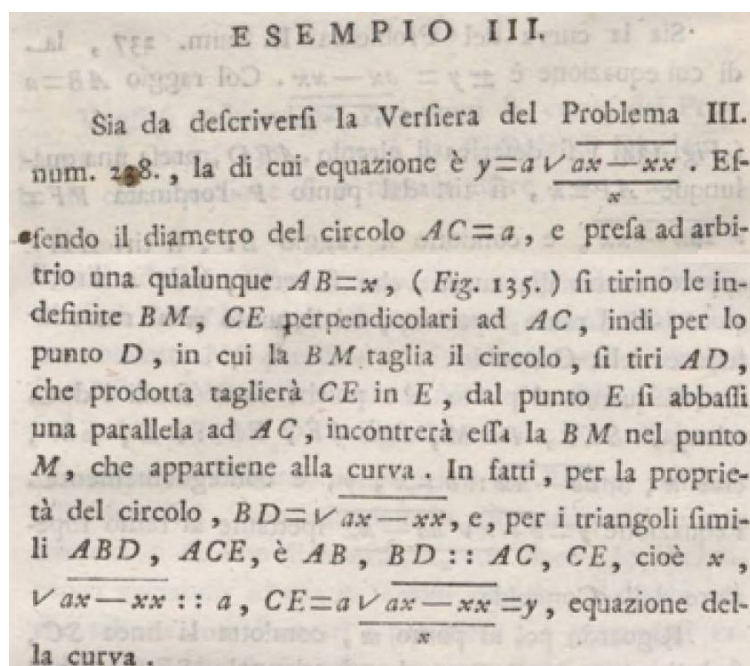 ESEMPIO III.
Sia da deſcriverſi la Verſiera del Problema III.
num. 238., la di cui equazione è y=a√ax—xx. Eſ-
x
ſendo il diametro del circolo AC=a, e preſa ad arbi-
trio una qualunque AB=x, (Fig. 135.) ſi tirino le in-
definite BM, CE perpendicolari ad AC, indi per lo
punto D, in cui la BM taglia il circolo, ſi tiri AD,
che prodotta taglierà CE in E, dal punto E ſi abbaſſi
una parallela ad AC, incontrerà eſſa la BM nel punto
M, che appartiene alla curva. In fatti, per la proprie-
tà del circolo, BD=√ax—xx, e, per i triangoli ſimi-
li ABD, ACE, è AB, BD :: AC, CE, cioè x,
√ax—xx :: a, CE=a√ax—xx=y, equazione del-
x
la curva.